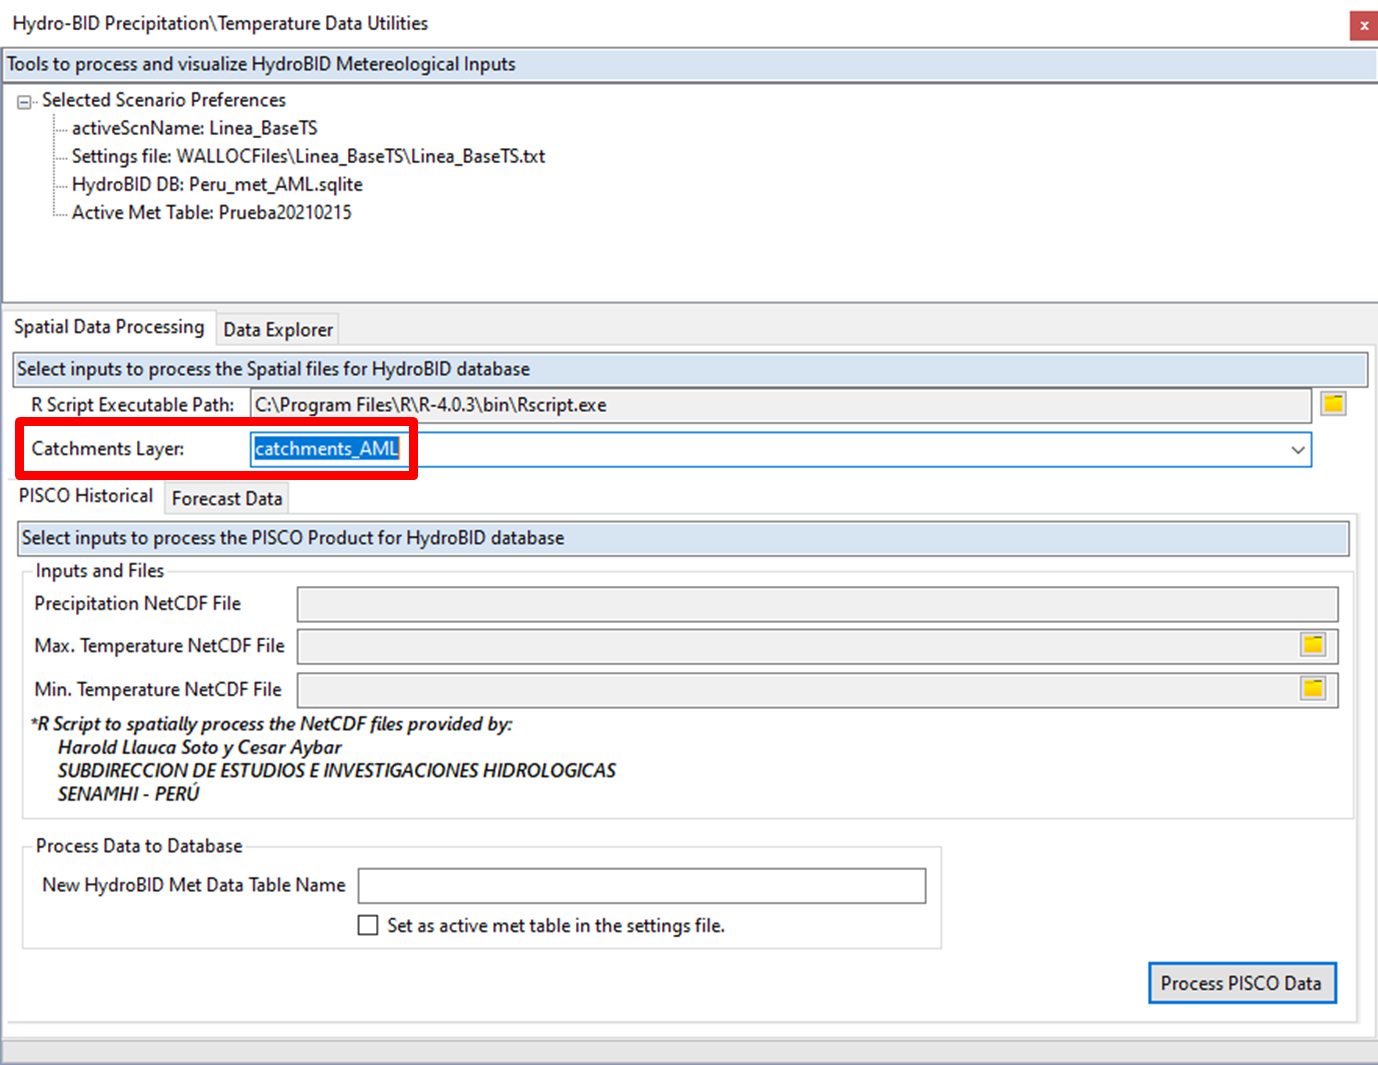 Hydro-BID Precipitation\Temperature Data Utilities
x
Tools to process and visualize HydroBID Metereological Inputs
Selected Scenario Preferences
activeScnName: Linea_BaseTS
Settings file: WALLOCFiles\Linea_BaseTS\Linea_BaseTS.txt
HydroBID DB: Peru_met_AML.sqlite
Active Met Table: Prueba20210215
Spatial Data Processing Data Explorer
Select inputs to process the Spatial files for HydroBID database
R Script Executable Path: C:\Program Files\R\R-4.0.3\bin\Rscript.exe
Catchments Layer: catchments_AML
PISCO Historical Forecast Data
Select inputs to process the PISCO Product for HydroBID database
Inputs and Files
Precipitation NetCDF File
Max. Temperature NetCDF File
Min. Temperature NetCDF File
*R Script to spatially process the NetCDF files provided by:
Harold Llauca Soto y Cesar Aybar
SUBDIRECCION DE ESTUDIOS E INVESTIGACIONES HIDROLOGICAS
SENAMHI - PERÚ
Process Data to Database
New HydroBID Met Data Table Name
Set as active met table in the settings file.
Process PISCO Data